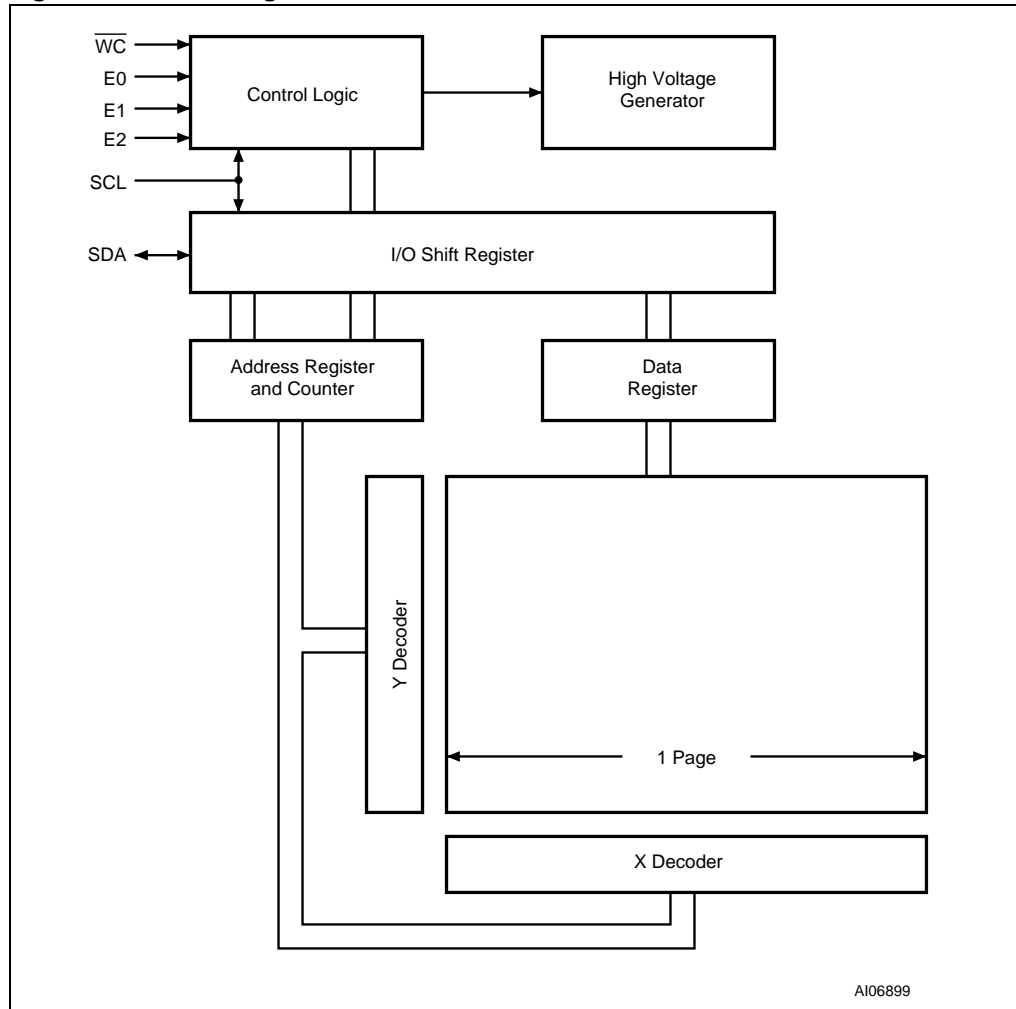 W̅C̅
E0
E1
E2
SCL
SDA
Control Logic
High Voltage
Generator
I/O Shift Register
Address Register
and Counter
Data
Register
Y Decoder
1 Page
X Decoder
AI06899